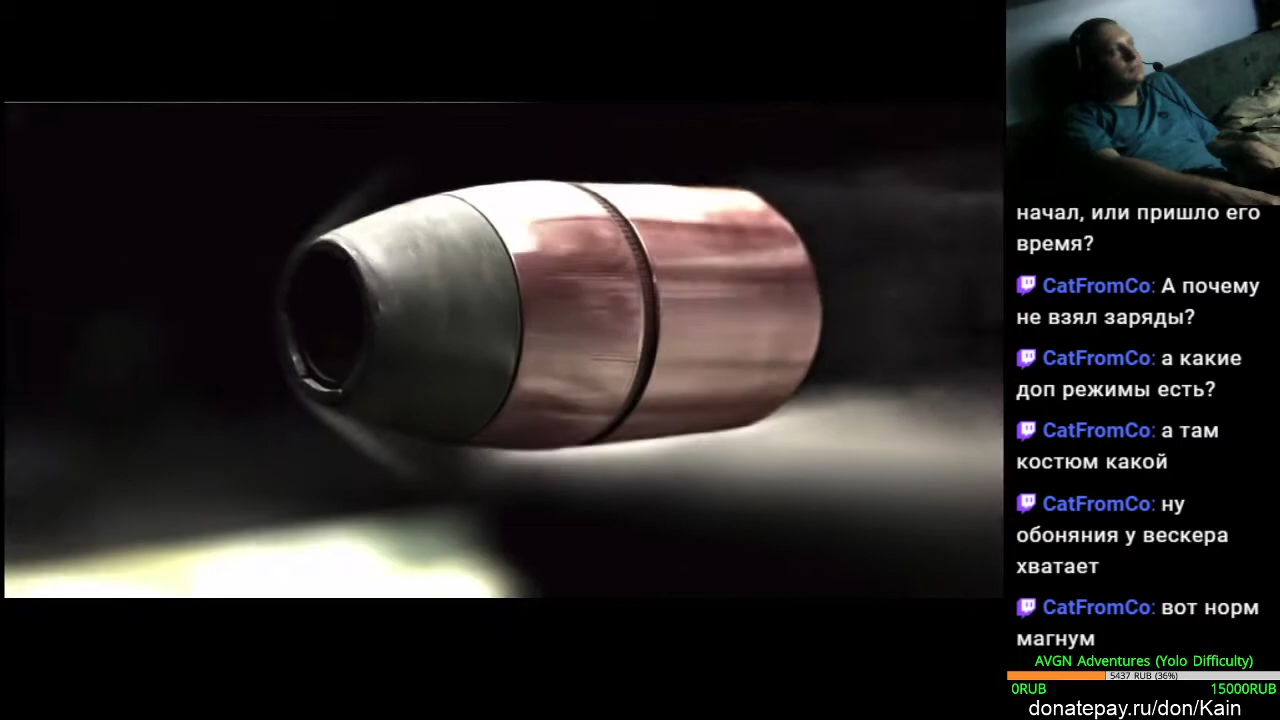 начал, или пришло его
время?
CatFromCo: А почему
не взял заряды?
CatFromCo: а какие
доп режимы есть?
CatFromCo: а там
костюм какой
CatFromCo: ну
обоняния у вескера
хватает
CatFromCo: вот норм
магнум
AVGN Adventures (Yolo Difficulty)
5437 RUB (36%)
0RUB 15000RUB
donatepay.ru/don/Kain